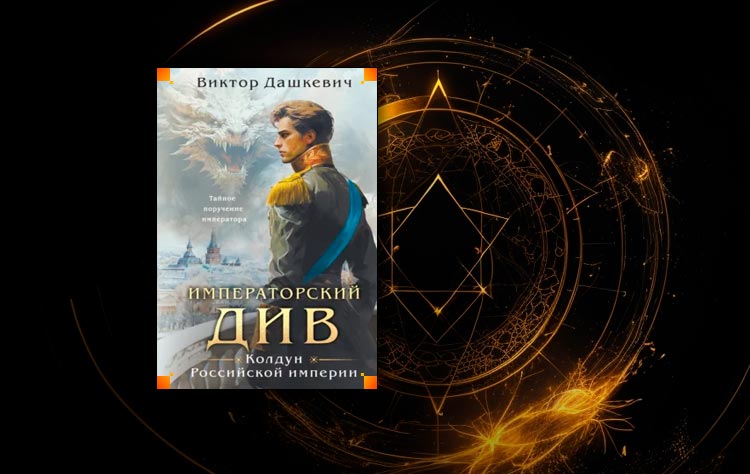 Виктор Дашкевич
Тайное
поручение
императора
ИМПЕРАТОРСКИЙ
ДИВ
Колдун
Российской империи